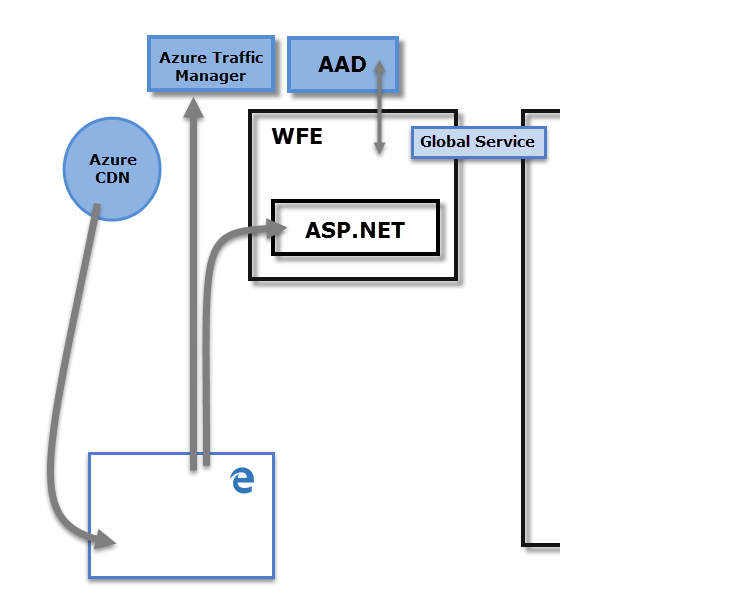 Azure Traffic
Manager
AAD
WFE
Global Service
Azure
CDN
ASP.NET